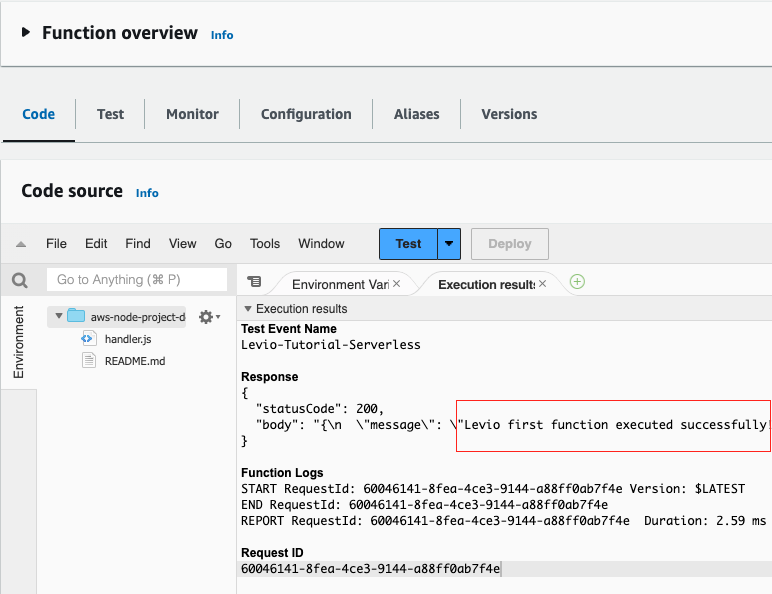 Function overview Info
Code Test Monitor Configuration Aliases Versions
Code source Info
File Edit Find View Go Tools Window Test Deploy
Go to Anything (⌘ P)
Environment Vari
Execution results
Environment
aws-node-project-d
handler.js
README.md
Execution results
Test Event Name
Levio-Tutorial-Serverless
Response
{
"statusCode": 200,
"body": "{\n  \"message\": \"Levio first function executed successfully!
}
Function Logs
START RequestId: 60046141-8fea-4ce3-9144-a88ff0ab7f4e Version: $LATEST
END RequestId: 60046141-8fea-4ce3-9144-a88ff0ab7f4e
REPORT RequestId: 60046141-8fea-4ce3-9144-a88ff0ab7f4e  Duration: 2.59 ms
Request ID
60046141-8fea-4ce3-9144-a88ff0ab7f4e